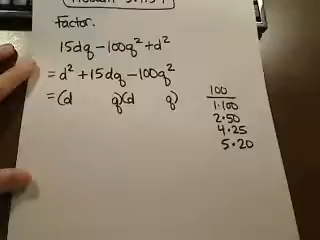 Factor.
15dq - 100q² + d²
= d² + 15dq - 100q²
= (d q)(d q)
100
1·100
2·50
4·25
5·20